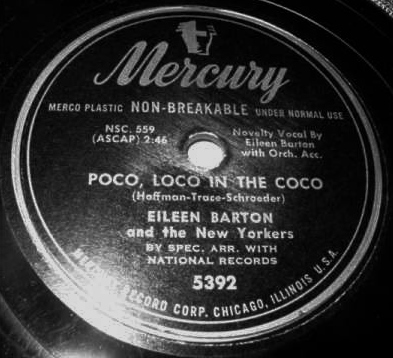 Mercury
MERCO PLASTIC NON-BREAKABLE UNDER NORMAL USE
NSC. 559
(ASCAP) 2:46
Novelty Vocal By
Eileen Barton
with Orch. Acc.
POCO, LOCO IN THE COCO
(Hoffman-Trace-Schroeder)
EILEEN BARTON
and the New Yorkers
BY SPEC. ARR. WITH
NATIONAL RECORDS
5392
RECORD CORP. CHICAGO, ILLINOIS U.S.A.